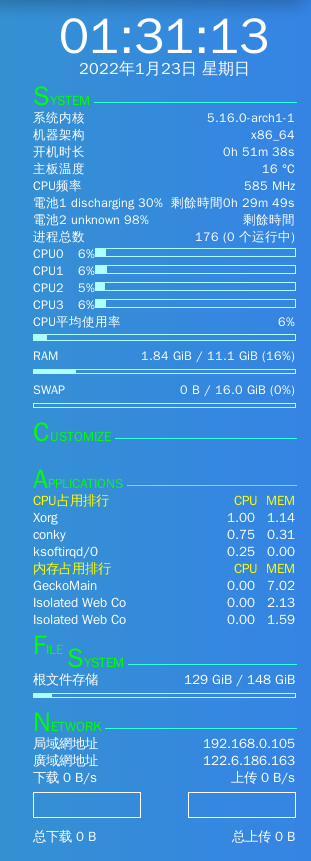 01:31:13
2022年1月23日 星期日
SYSTEM
系统内核 5.16.0-arch1-1
机器架构 x86_64
开机时长 0h 51m 38s
主板温度 16 °C
CPU频率 585 MHz
電池1 discharging 30% 剩餘時間0h 29m 49s
電池2 unknown 98% 剩餘時間
进程总数 176 (0 个运行中)
CPU0 6%
CPU1 6%
CPU2 5%
CPU3 6%
CPU平均使用率 6%
RAM 1.84 GiB / 11.1 GiB (16%)
SWAP 0 B / 16.0 GiB (0%)
CUSTOMIZE
APPLICATIONS
CPU占用排行 CPU MEM
Xorg 1.00 1.14
conky 0.75 0.31
ksoftirqd/0 0.25 0.00
内存占用排行 CPU MEM
GeckoMain 0.00 7.02
Isolated Web Co 0.00 2.13
Isolated Web Co 0.00 1.59
FILE SYSTEM
根文件存储 129 GiB / 148 GiB
NETWORK
局域網地址 192.168.0.105
廣域網地址 122.6.186.163
下载 0 B/s 上传 0 B/s
总下载 0 B 总上传 0 B